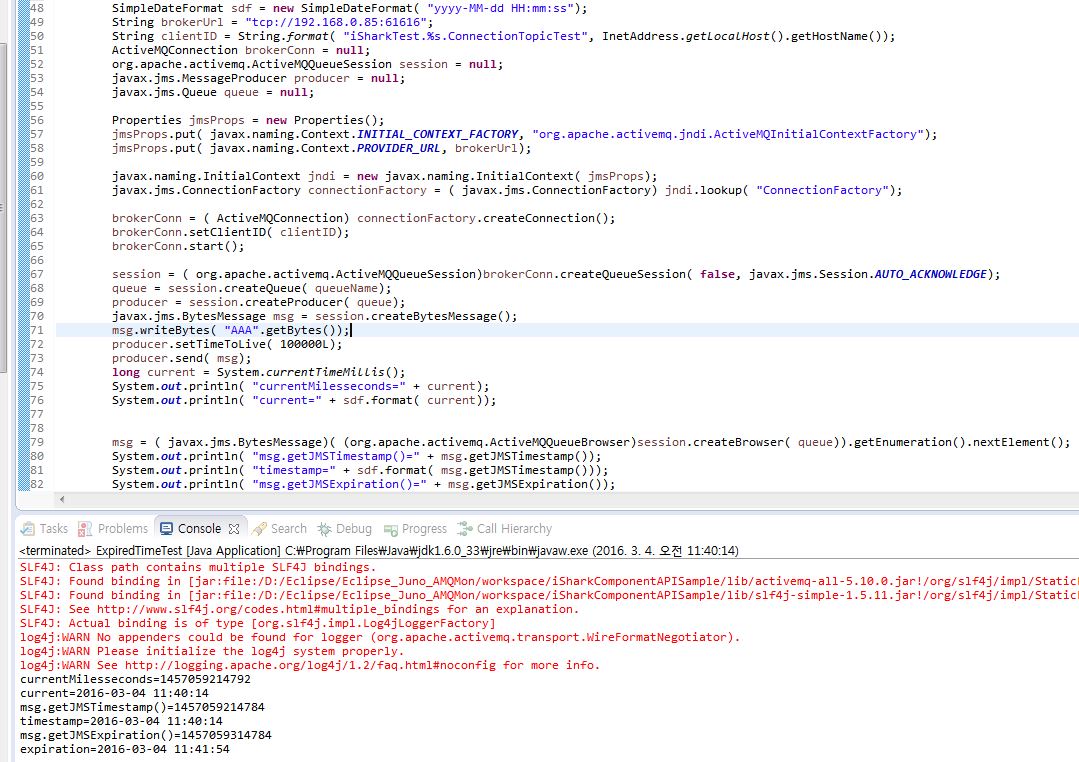 48 SimpleDateFormat sdf = new SimpleDateFormat( "yyyy-MM-dd HH:mm:ss");
49 String brokerUrl = "tcp://192.168.0.85:61616";
50 String clientID = String.format( "iSharkTest.%s.ConnectionTopicTest", InetAddress.getLocalHost().getHostName());
51 ActiveMQConnection brokerConn = null;
52 org.apache.activemq.ActiveMQQueueSession session = null;
53 javax.jms.MessageProducer producer = null;
54 javax.jms.Queue queue = null;
55
56 Properties jmsProps = new Properties();
57 jmsProps.put( javax.naming.Context.INITIAL_CONTEXT_FACTORY, "org.apache.activemq.jndi.ActiveMQInitialContextFactory");
58 jmsProps.put( javax.naming.Context.PROVIDER_URL, brokerUrl);
59
60 javax.naming.InitialContext jndi = new javax.naming.InitialContext( jmsProps);
61 javax.jms.ConnectionFactory connectionFactory = ( javax.jms.ConnectionFactory) jndi.lookup( "ConnectionFactory");
62
63 brokerConn = ( ActiveMQConnection) connectionFactory.createConnection();
64 brokerConn.setClientID( clientID);
65 brokerConn.start();
66
67 session = ( org.apache.activemq.ActiveMQQueueSession)brokerConn.createQueueSession( false, javax.jms.Session.AUTO_ACKNOWLEDGE);
68 queue = session.createQueue( queueName);
69 producer = session.createProducer( queue);
70 javax.jms.BytesMessage msg = session.createBytesMessage();
71 msg.writeBytes( "AAA".getBytes());
72 producer.setTimeToLive( 100000L);
73 producer.send( msg);
74 long current = System.currentTimeMillis();
75 System.out.println( "currentMilesseconds=" + current);
76 System.out.println( "current=" + sdf.format( current));
77
78
79 msg = ( javax.jms.BytesMessage)( (org.apache.activemq.ActiveMQQueueBrowser)session.createBrowser( queue)).getEnumeration().nextElement();
80 System.out.println( "msg.getJMSTimestamp()=" + msg.getJMSTimestamp());
81 System.out.println( "timestamp=" + sdf.format( msg.getJMSTimestamp()));
82 System.out.println( "msg.getJMSExpiration()=" + msg.getJMSExpiration());
Tasks Problems Console Search Debug Progress Call Hierarchy
<terminated> ExpiredTimeTest [Java Application] C:₩Program Files₩Java₩jdk1.6.0_33₩jre₩bin₩javaw.exe (2016. 3. 4. 오전 11:40:14)
SLF4J: Class path contains multiple SLF4J bindings.
SLF4J: Found binding in [jar:file:/D:/Eclipse/Eclipse_Juno_AMQMon/workspace/iSharkComponentAPISample/lib/activemq-all-5.10.0.jar!/org/slf4j/impl/Static
SLF4J: Found binding in [jar:file:/D:/Eclipse/Eclipse_Juno_AMQMon/workspace/iSharkComponentAPISample/lib/slf4j-simple-1.5.11.jar!/org/slf4j/impl/Static
SLF4J: See http://www.slf4j.org/codes.html#multiple_bindings for an explanation.
SLF4J: Actual binding is of type [org.slf4j.impl.Log4jLoggerFactory]
log4j:WARN No appenders could be found for logger (org.apache.activemq.transport.WireFormatNegotiator).
log4j:WARN Please initialize the log4j system properly.
log4j:WARN See http://logging.apache.org/log4j/1.2/faq.html#noconfig for more info.
currentMilesseconds=1457059214792
current=2016-03-04 11:40:14
msg.getJMSTimestamp()=1457059214784
timestamp=2016-03-04 11:40:14
msg.getJMSExpiration()=1457059314784
expiration=2016-03-04 11:41:54